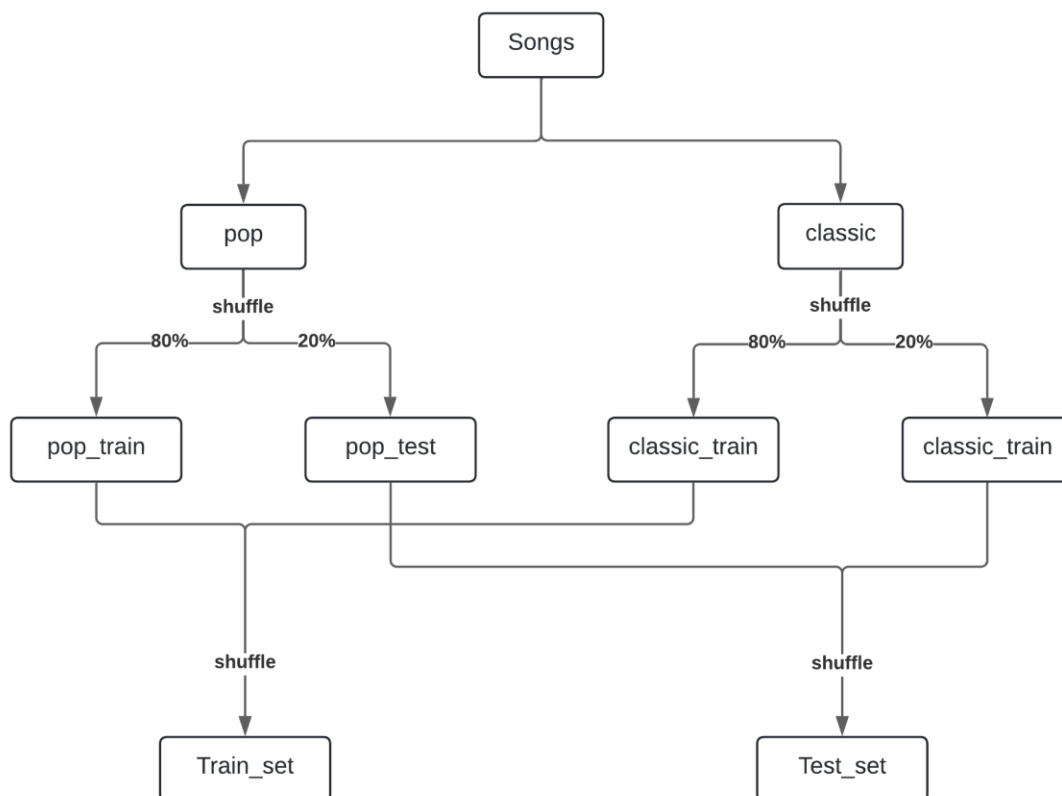 Songs
pop
classic
shuffle
shuffle
80%
20%
80%
20%
pop_train
pop_test
classic_train
classic_train
shuffle
shuffle
Train_set
Test_set